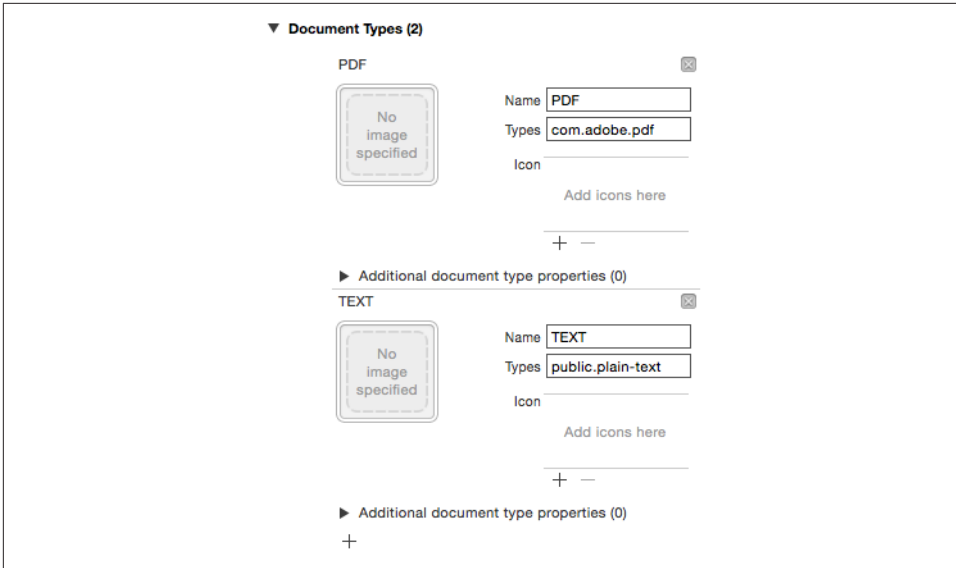 ▼ Document Types (2)
PDF
No
image
specified
Name PDF
Types com.adobe.pdf
Icon
Add icons here
+ −
▶ Additional document type properties (0)
TEXT
No
image
specified
Name TEXT
Types public.plain-text
Icon
Add icons here
+ −
▶ Additional document type properties (0)
+